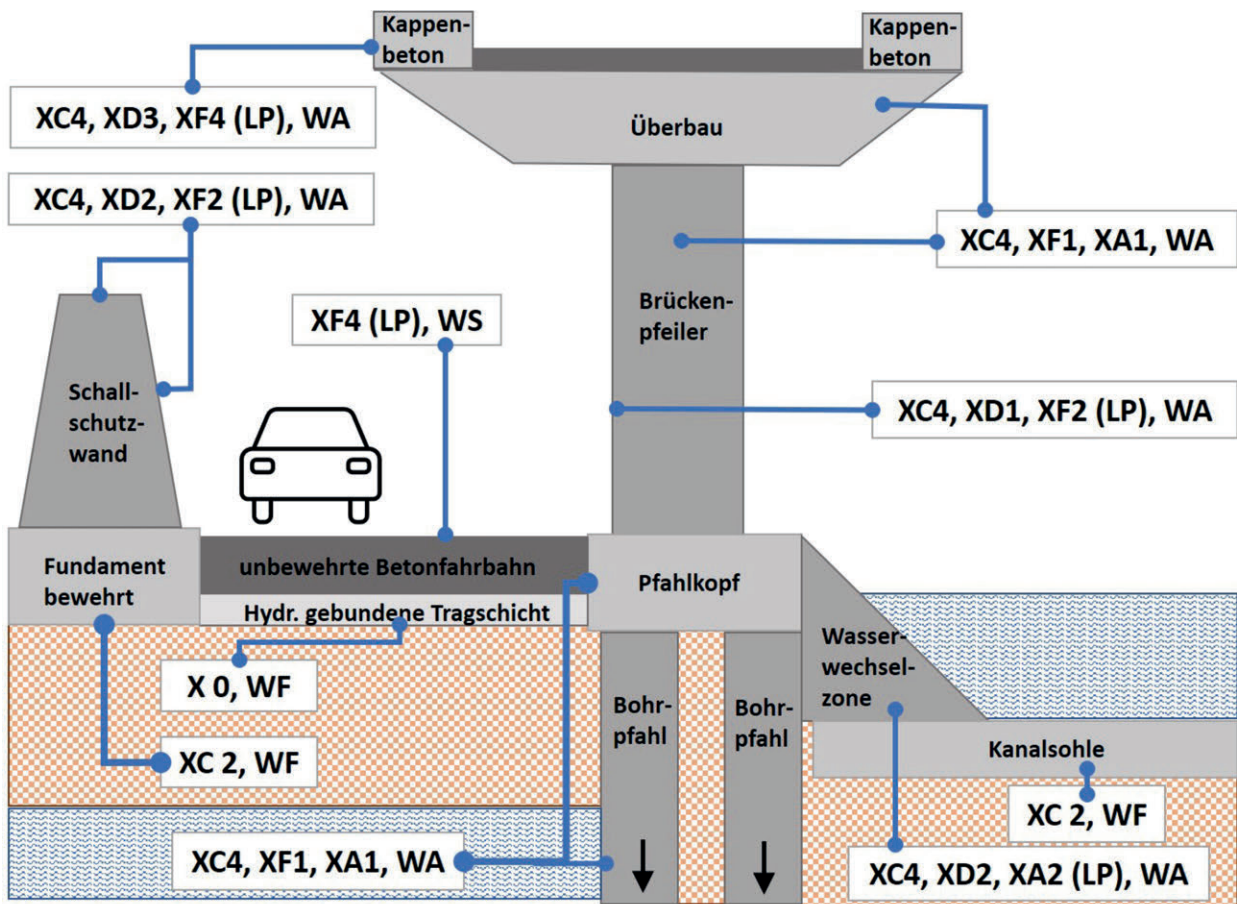 Kappen-
beton
Kappen-
beton
XC4, XD3, XF4 (LP), WA
Überbau
XC4, XD2, XF2 (LP), WA
XC4, XF1, XA1, WA
XF4 (LP), WS
Brücken-
pfeiler
Schall-
schutz-
wand
XC4, XD1, XF2 (LP), WA
Fundament
bewehrt
unbewehrte Betonfahrbahn
Pfahlkopf
Hydr. gebundene Tragschicht
Wasser-
wechsel-
zone
X 0, WF
Bohr-
pfahl
Bohr-
pfahl
XC 2, WF
Kanalsohle
XC 2, WF
XC4, XF1, XA1, WA
XC4, XD2, XA2 (LP), WA